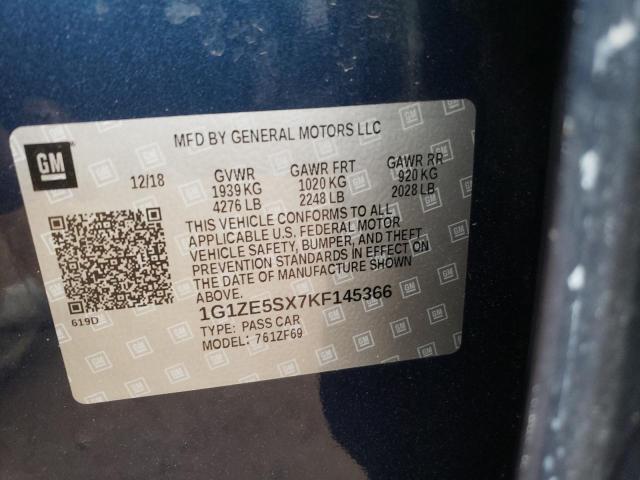 MFD BY GENERAL MOTORS LLC
GM
12/18
GVWR
1939 KG
4276 LB
GAWR FRT
1020 KG
2248 LB
GAWR RR
920 KG
2028 LB
THIS VEHICLE CONFORMS TO ALL
APPLICABLE U.S. FEDERAL MOTOR
VEHICLE SAFETY, BUMPER, AND THEFT
PREVENTION STANDARDS IN EFFECT ON
THE DATE OF MANUFACTURE SHOWN
ABOVE.
619D
1G1ZE5SX7KF145366
TYPE: PASS CAR
MODEL: 761ZF69